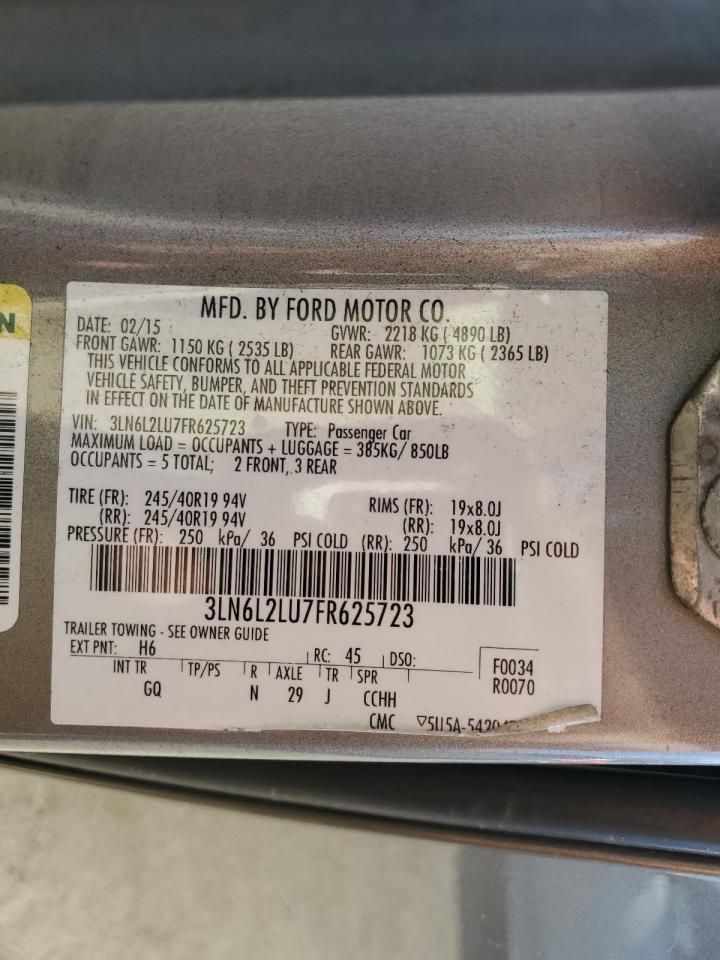 MFD. BY FORD MOTOR CO.
DATE: 02/15 GVWR: 2218 KG ( 4890 LB)
FRONT GAWR: 1150 KG ( 2535 LB) REAR GAWR: 1073 KG ( 2365 LB)
THIS VEHICLE CONFORMS TO ALL APPLICABLE FEDERAL MOTOR
VEHICLE SAFETY, BUMPER, AND THEFT PREVENTION STANDARDS
IN EFFECT ON THE DATE OF MANUFACTURE SHOWN ABOVE.
VIN: 3LN6L2LU7FR625723 TYPE: Passenger Car
MAXIMUM LOAD = OCCUPANTS + LUGGAGE = 385KG/ 850LB
OCCUPANTS = 5 TOTAL; 2 FRONT, 3 REAR
TIRE (FR): 245/40R19 94V RIMS (FR): 19x8.0J
(RR): 245/40R19 94V (RR): 19x8.0J
PRESSURE (FR): 250 kPa/ 36 PSI COLD (RR): 250 kPa/ 36 PSI COLD
3LN6L2LU7FR625723
TRAILER TOWING - SEE OWNER GUIDE
EXT PNT: H6 RC: 45 DSO: F0034
INT TR TP/PS R AXLE TR SPR R0070
GQ N 29 J CCHH
CMC
N